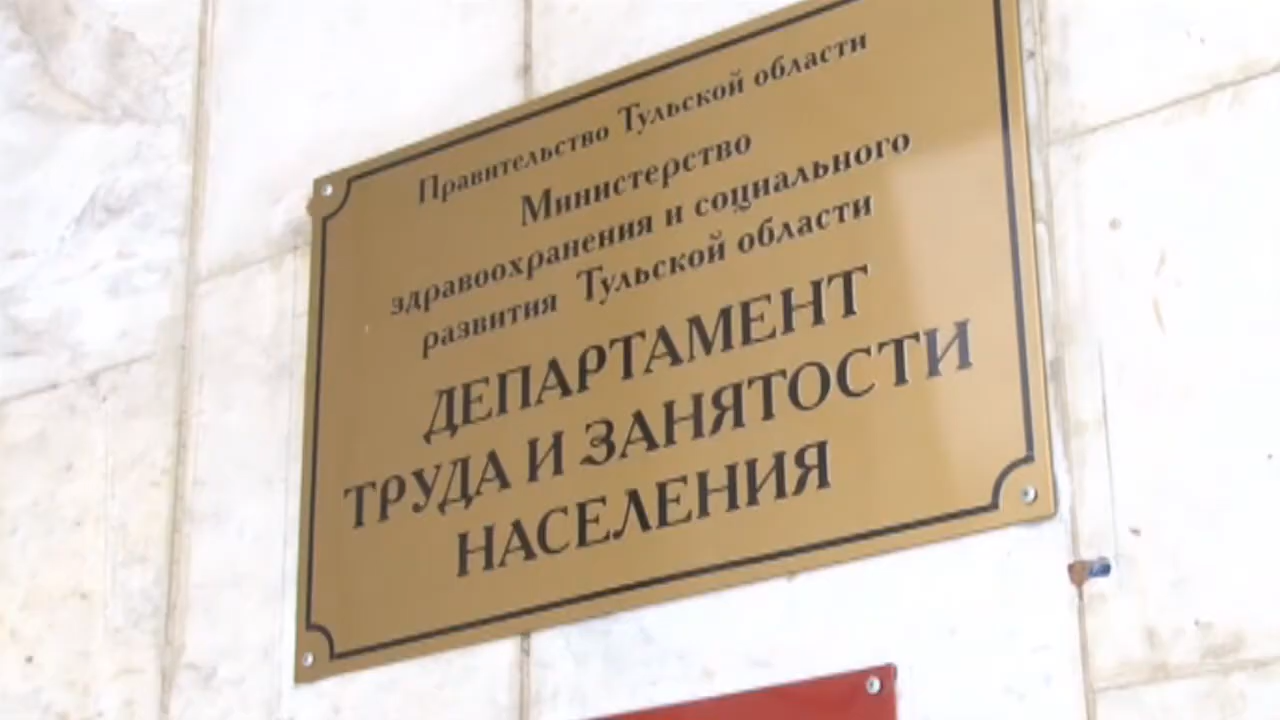 Правительство Тульской области
Министерство
здравоохранения и социального
развития Тульской области
ДЕПАРТАМЕНТ
ТРУДА И ЗАНЯТОСТИ
НАСЕЛЕНИЯ